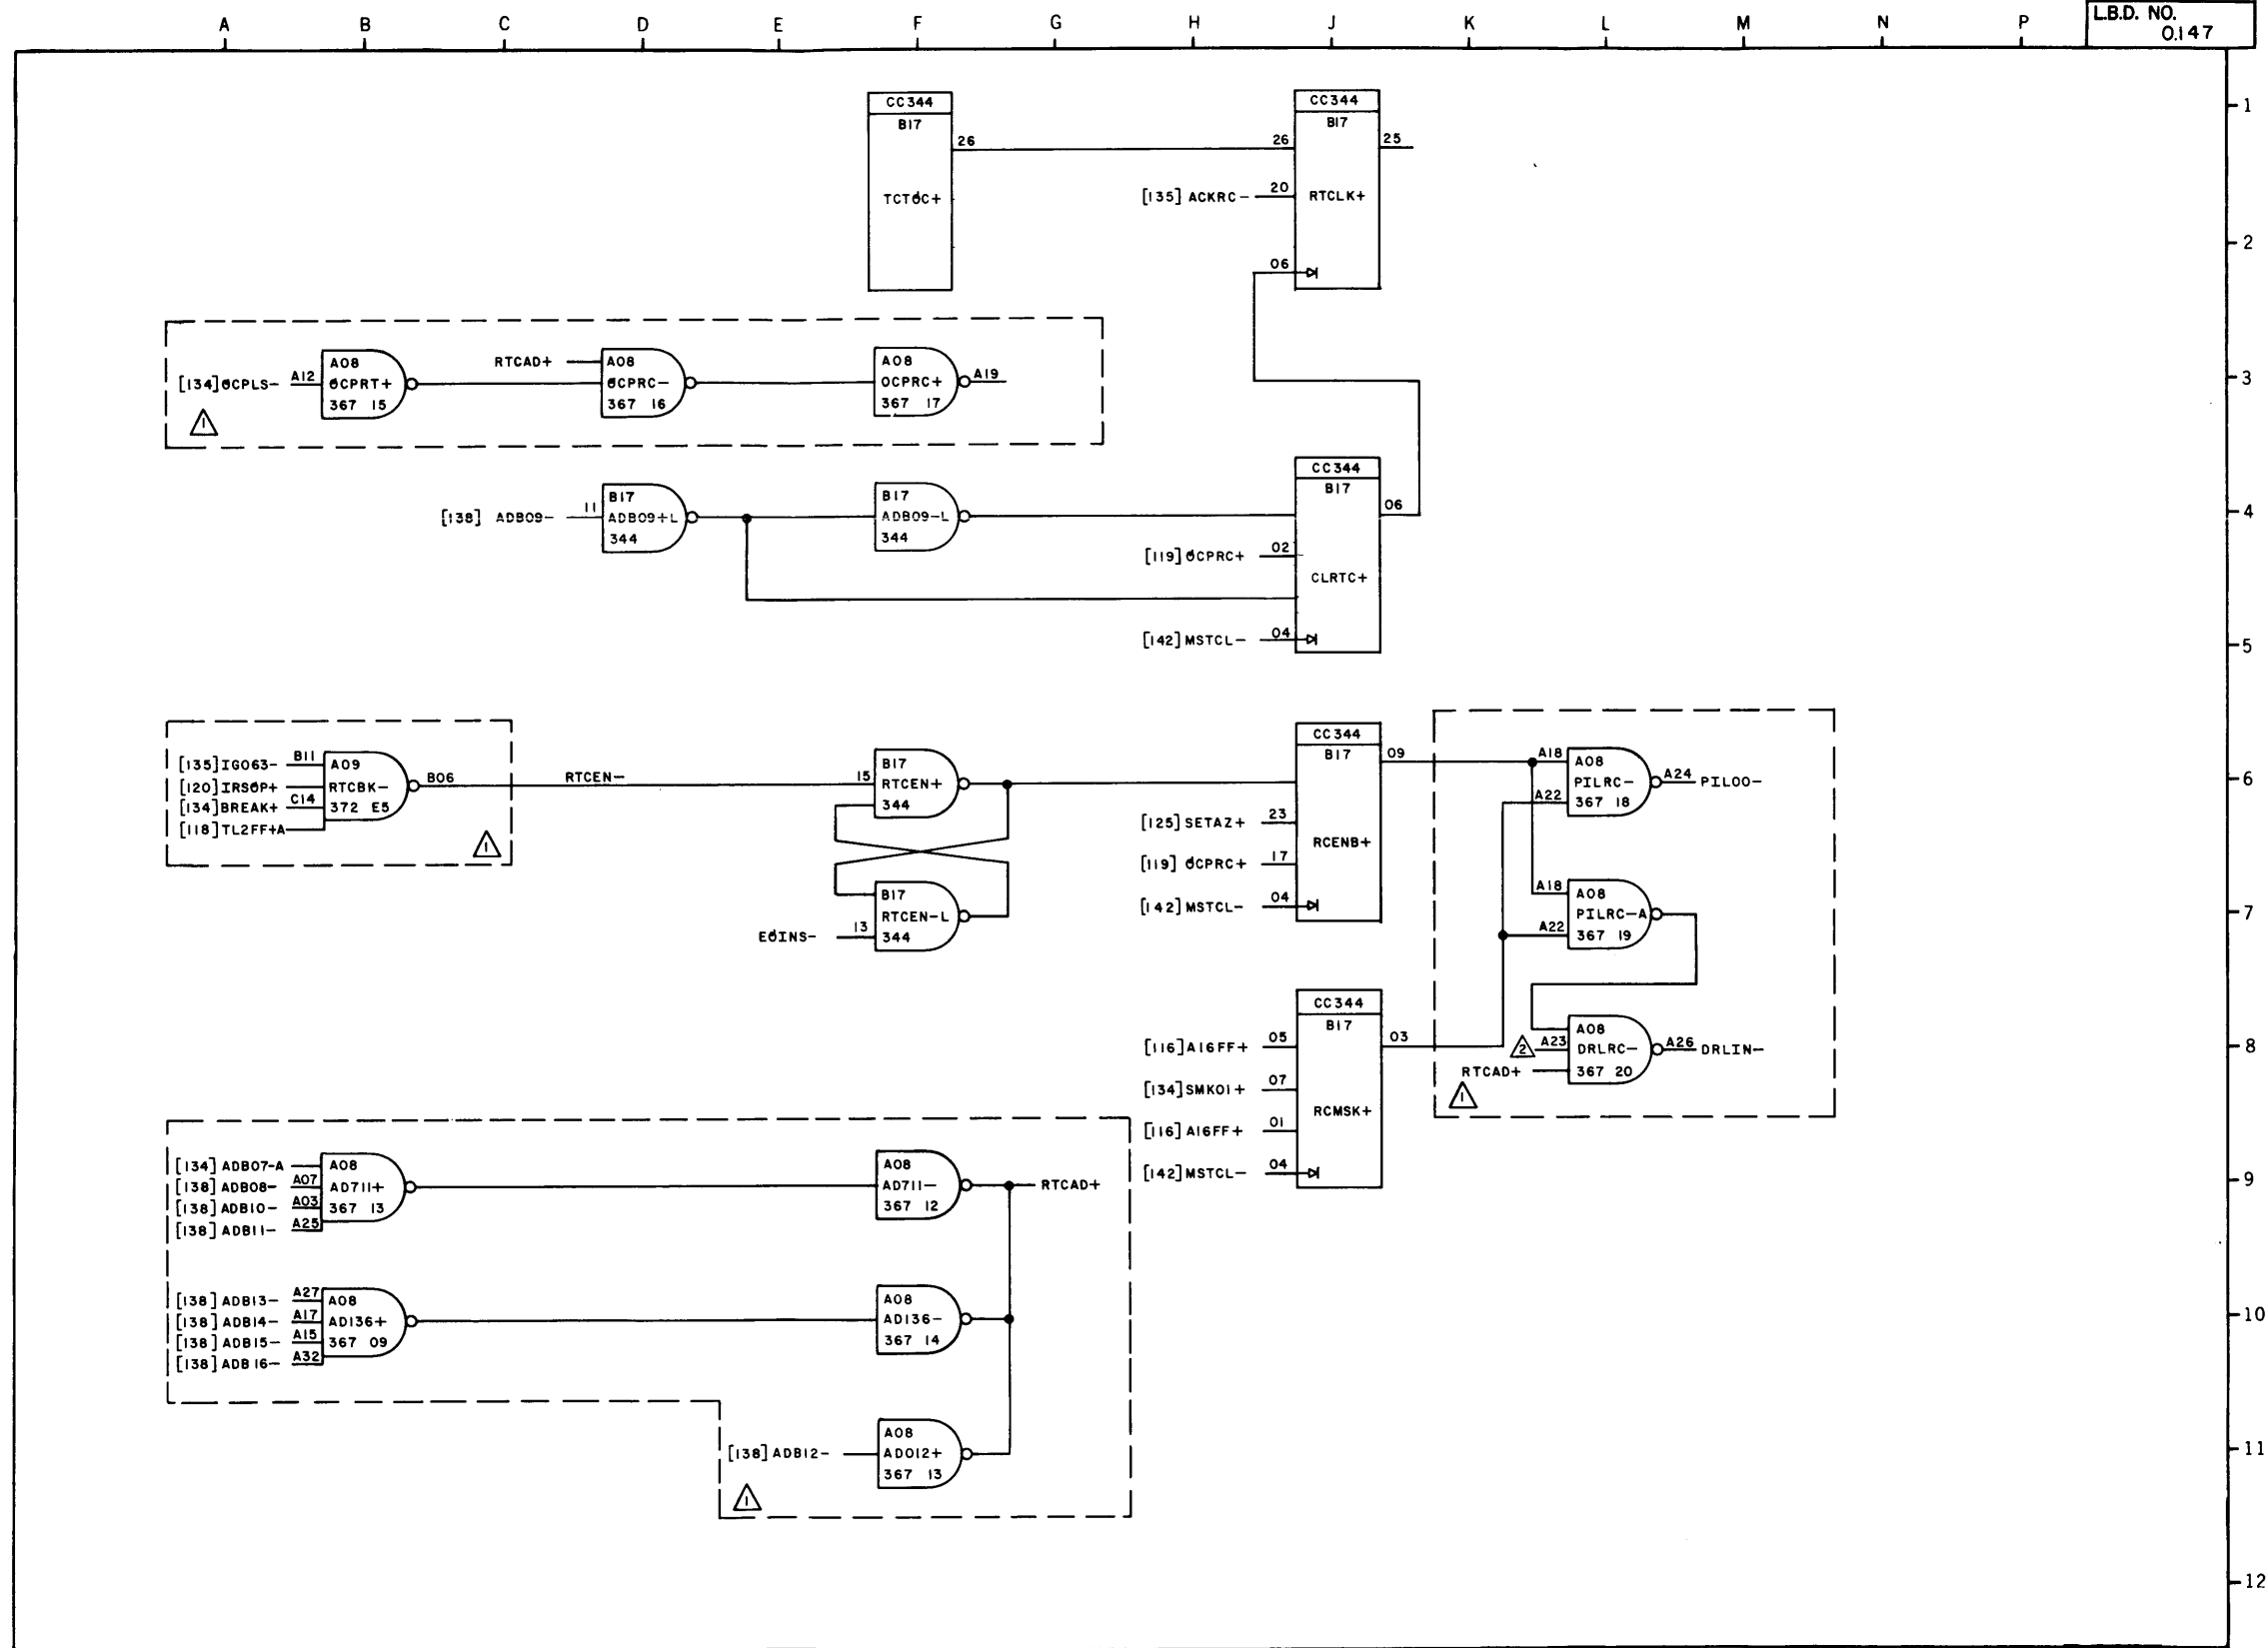 A B C D E F G H J K L M N P
L.B.D. NO.
0.147
1
2
3
4
5
6
7
8
9
10
11
12
CC344
B17
26
TCTØC+
CC344
B17
26
25
[135] ACKRC- 20
RTCLK+
06
[134]ØCPLS- A12
A08
ØCPRT+
367 15
1
RTCAD+
A08
ØCPRC-
367 16
A08
OCPRC+
367 17
A19
[138] ADB09- 11
B17
ADB09+L
344
B17
ADB09-L
344
CC344
B17
06
[119]ØCPRC+ 02
CLRTC+
[142]MSTCL- 04
[135]IG063- B11
[120]IRSØP+
[134]BREAK+ C14
[118]TL2FF+A
A09
RTCBK-
372 E5
B06
1
RTCEN-
15
B17
RTCEN+
344
B17
RTCEN-L
344
EØINS- 13
CC344
B17
09
[125]SETAZ+ 23
RCENB+
[119] ØCPRC+ 17
[142]MSTCL- 04
A18
A22
A08
PILRC-
367 18
A24 PIL00-
A18
A22
A08
PILRC-A
367 19
2 A23
RTCAD+
A08
DRLRC-
367 20
A26 DRLIN-
1
CC344
B17
03
[116]A16FF+ 05
[134]SMK01+ 07
RCMSK+
[116]A16FF+ 01
[142]MSTCL- 04
[134]ADB07-A
[138]ADB08- A07
[138]ADB10- A03
[138]ADB11- A25
A08
AD711+
367 13
A08
AD711-
367 12
RTCAD+
[138]ADB13- A27
[138]ADB14- A17
[138]ADB15- A15
[138]ADB16- A32
A08
AD136+
367 09
A08
AD136-
367 14
[138]ADB12-
A08
AD012+
367 13
1